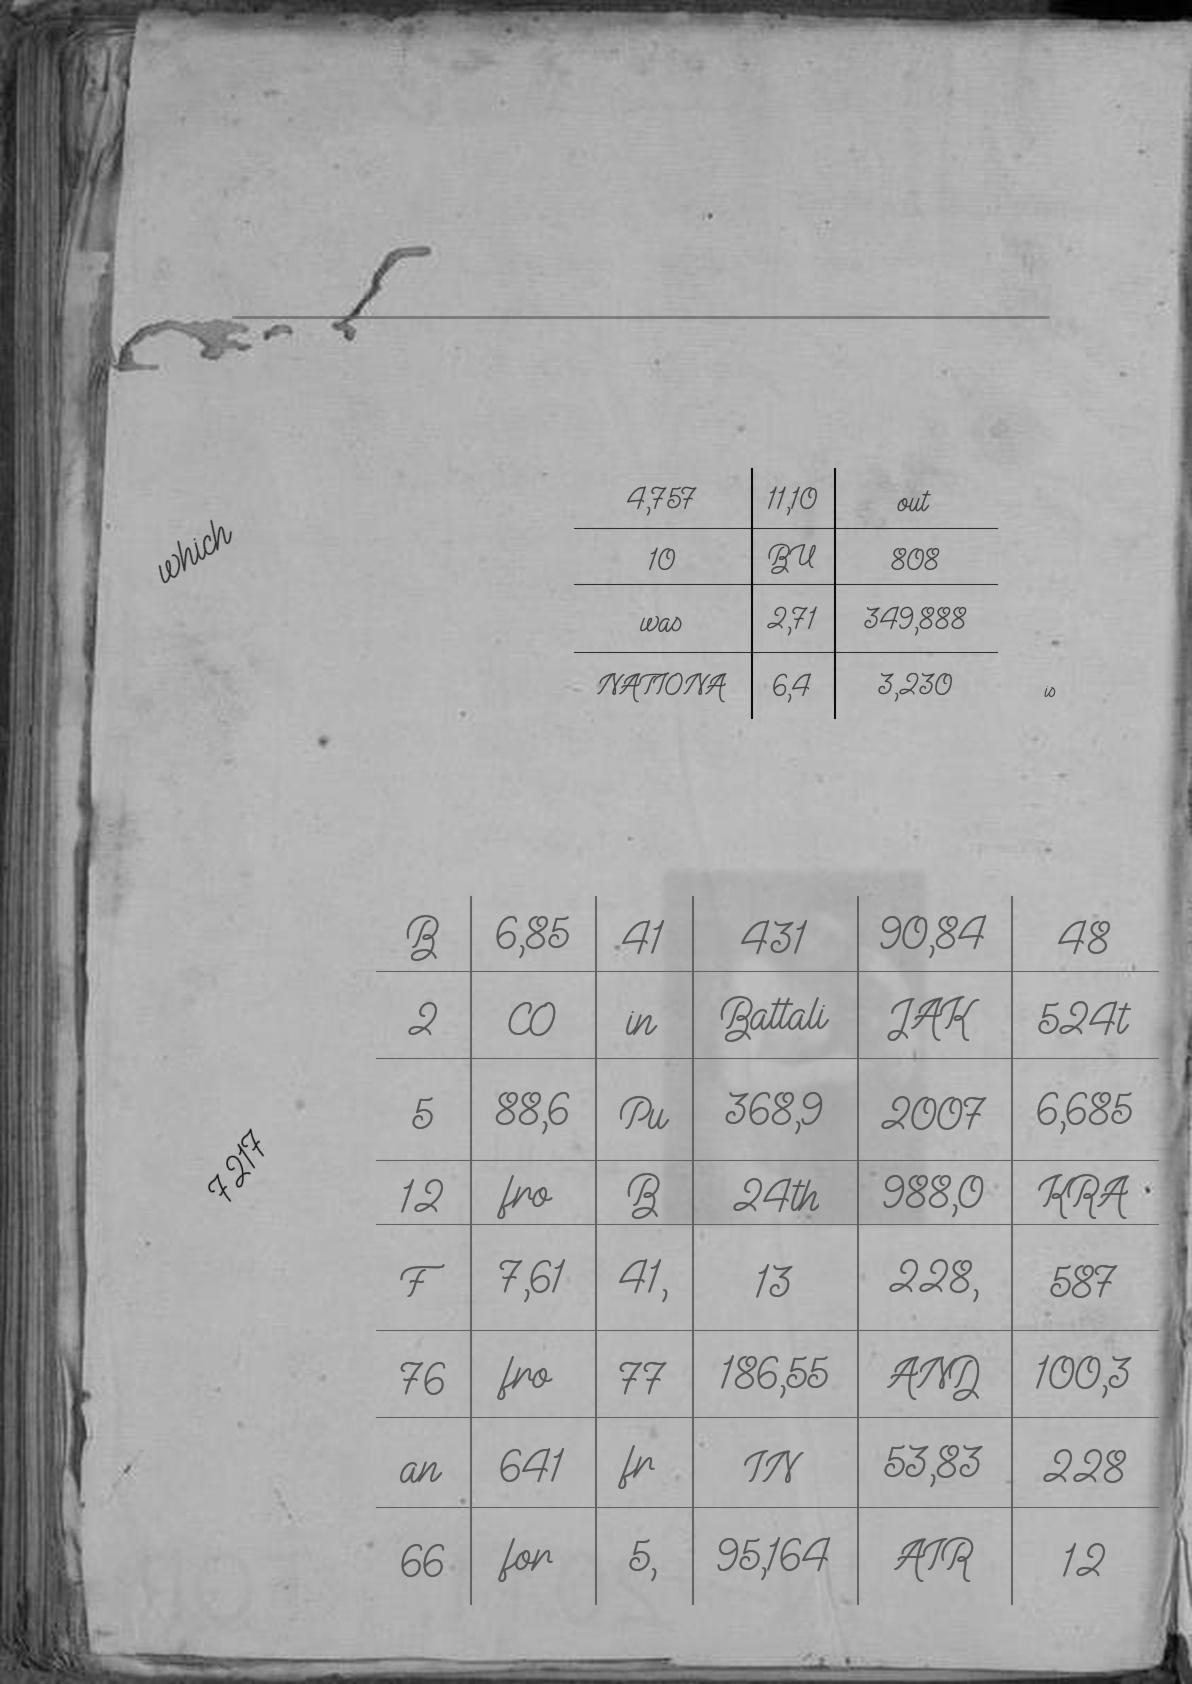 4,757 11,10 out
which
10 BU 808
was 2,71 349,888
NATIONA 6,4 3,230 is
B 6,85 41 431 90,84 48
2 CO in Battali JAK 524t
5 88,6 Pu 368,9 2007 6,685
7217
12 fro B 24th 988,0 KRA
F 7,61 41, 13 228, 587
76 fro 77 186,55 AND 100,3
an 641 fr IN 53,83 228
66 for 5, 95,164 AIR 12